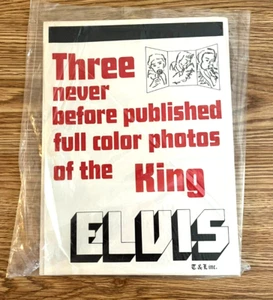 Three
never
before published
full color photos
of the King
ELVIS
T & L inc.